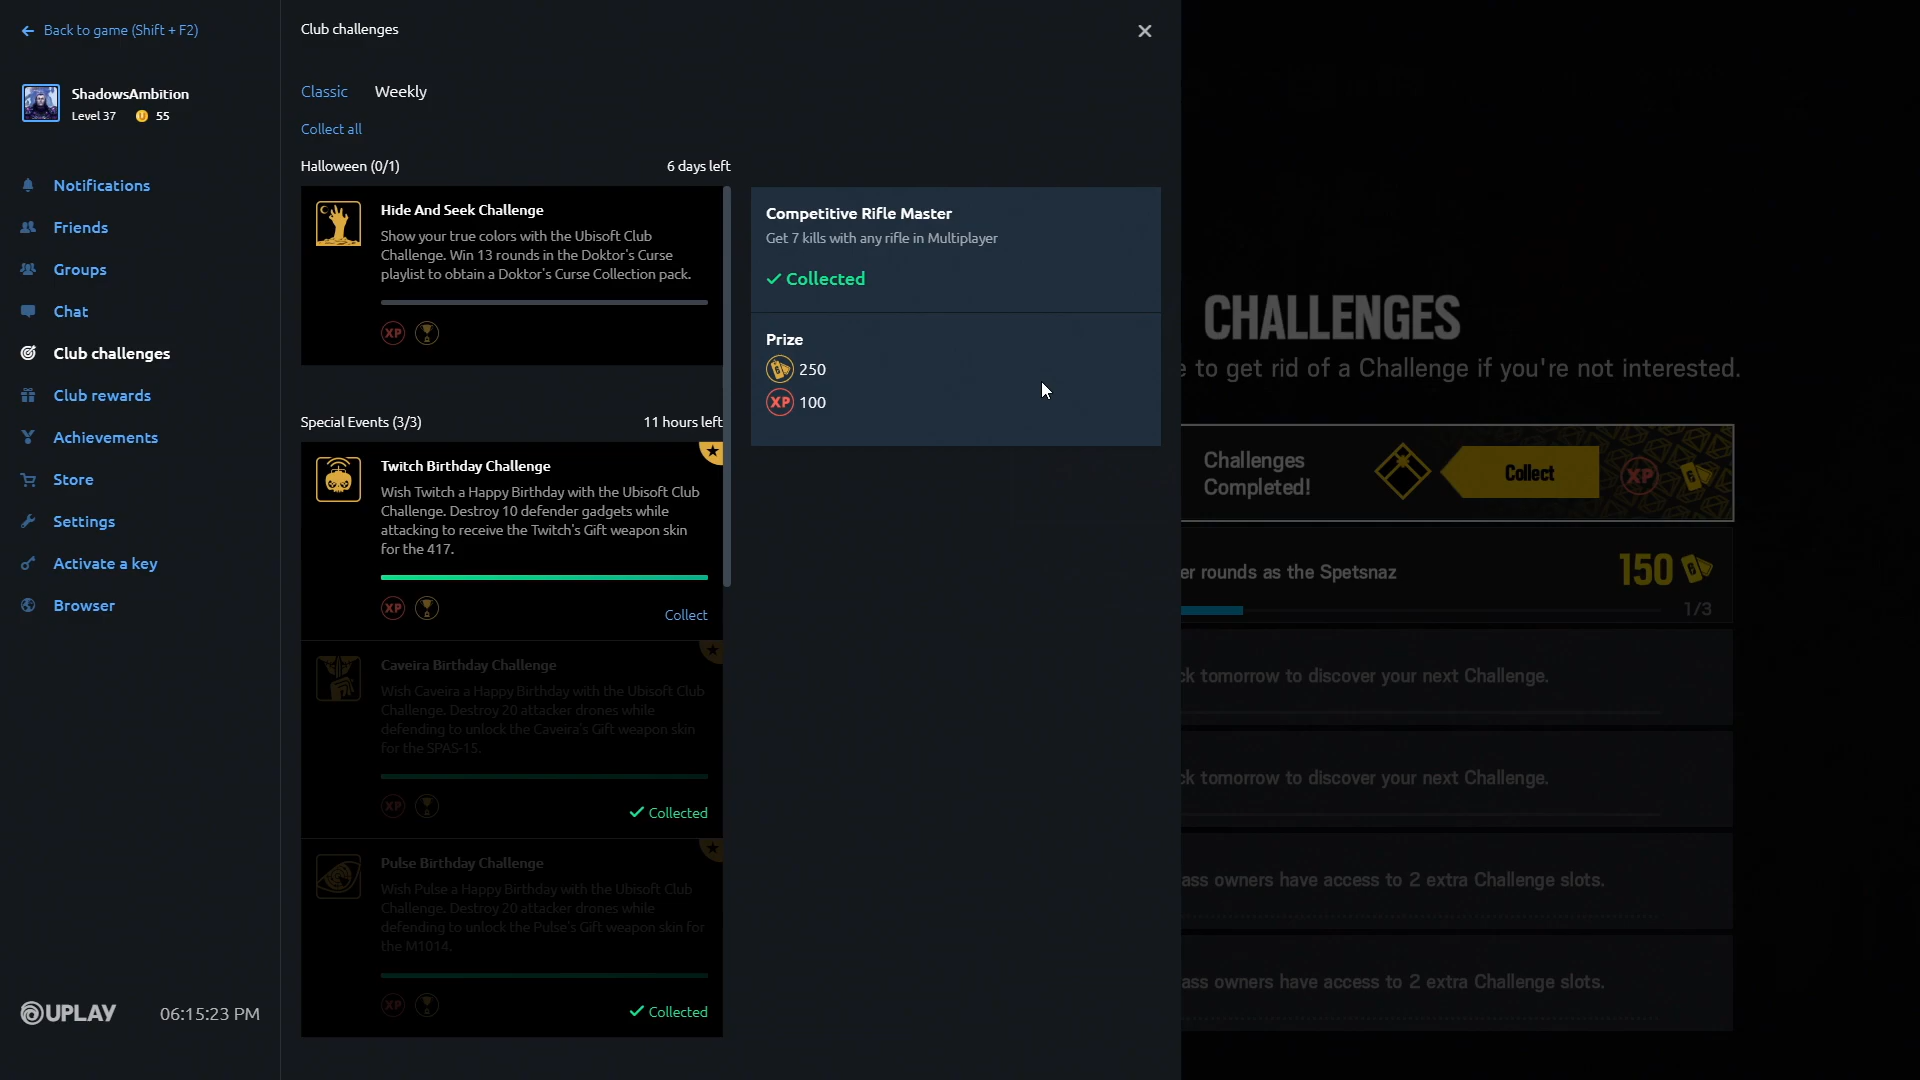 Back to game (Shift + F2)
ShadowsAmbition
Level 37 55
Notifications
Friends
Groups
Chat
Club challenges
Club rewards
Achievements
Store
Settings
Activate a key
Browser
UPLAY 06:15:23 PM
Club challenges
Classic Weekly
Collect all
Halloween (0/1) 6 days left
Hide And Seek Challenge
Show your true colors with the Ubisoft Club
Challenge. Win 13 rounds in the Doktor's Curse
playlist to obtain a Doktor's Curse Collection pack.
XP
Special Events (3/3) 11 hours left
Twitch Birthday Challenge
Wish Twitch a Happy Birthday with the Ubisoft Club
Challenge. Destroy 10 defender gadgets while
attacking to receive the Twitch's Gift weapon skin
for the 417.
XP
Collect
Caveira Birthday Challenge
Wish Caveira a Happy Birthday with the Ubisoft Club
Challenge. Destroy 20 attacker drones while
defending to unlock the Caveira's Gift weapon skin
for the SPAS-15.
XP
Collected
Pulse Birthday Challenge
Wish Pulse a Happy Birthday with the Ubisoft Club
Challenge. Destroy 20 attacker drones while
defending to unlock the Pulse's Gift weapon skin for
the M1014.
XP
Collected
Competitive Rifle Master
Get 7 kills with any rifle in Multiplayer
Collected
Prize
250
XP 100
CHALLENGES
e to get rid of a Challenge if you're not interested.
Challenges
Completed!
Collect
XP
er rounds as the Spetsnaz
150
1/3
ck tomorrow to discover your next Challenge.
ck tomorrow to discover your next Challenge.
ass owners have access to 2 extra Challenge slots.
ass owners have access to 2 extra Challenge slots.